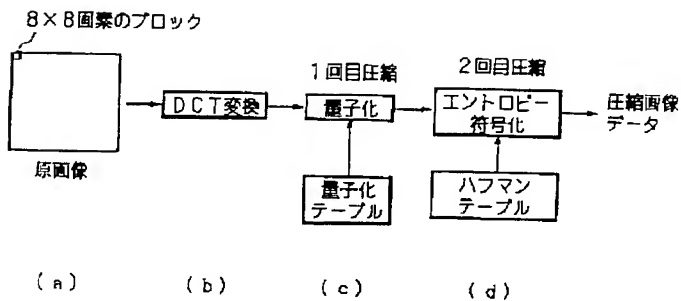 8×8画素のブロック
原画像
DCT変換
1回目圧縮
量子化
量子化
テーブル
2回目圧縮
エントロピー
符号化
ハフマン
テーブル
圧縮画像
データ
(a)
(b)
(c)
(d)